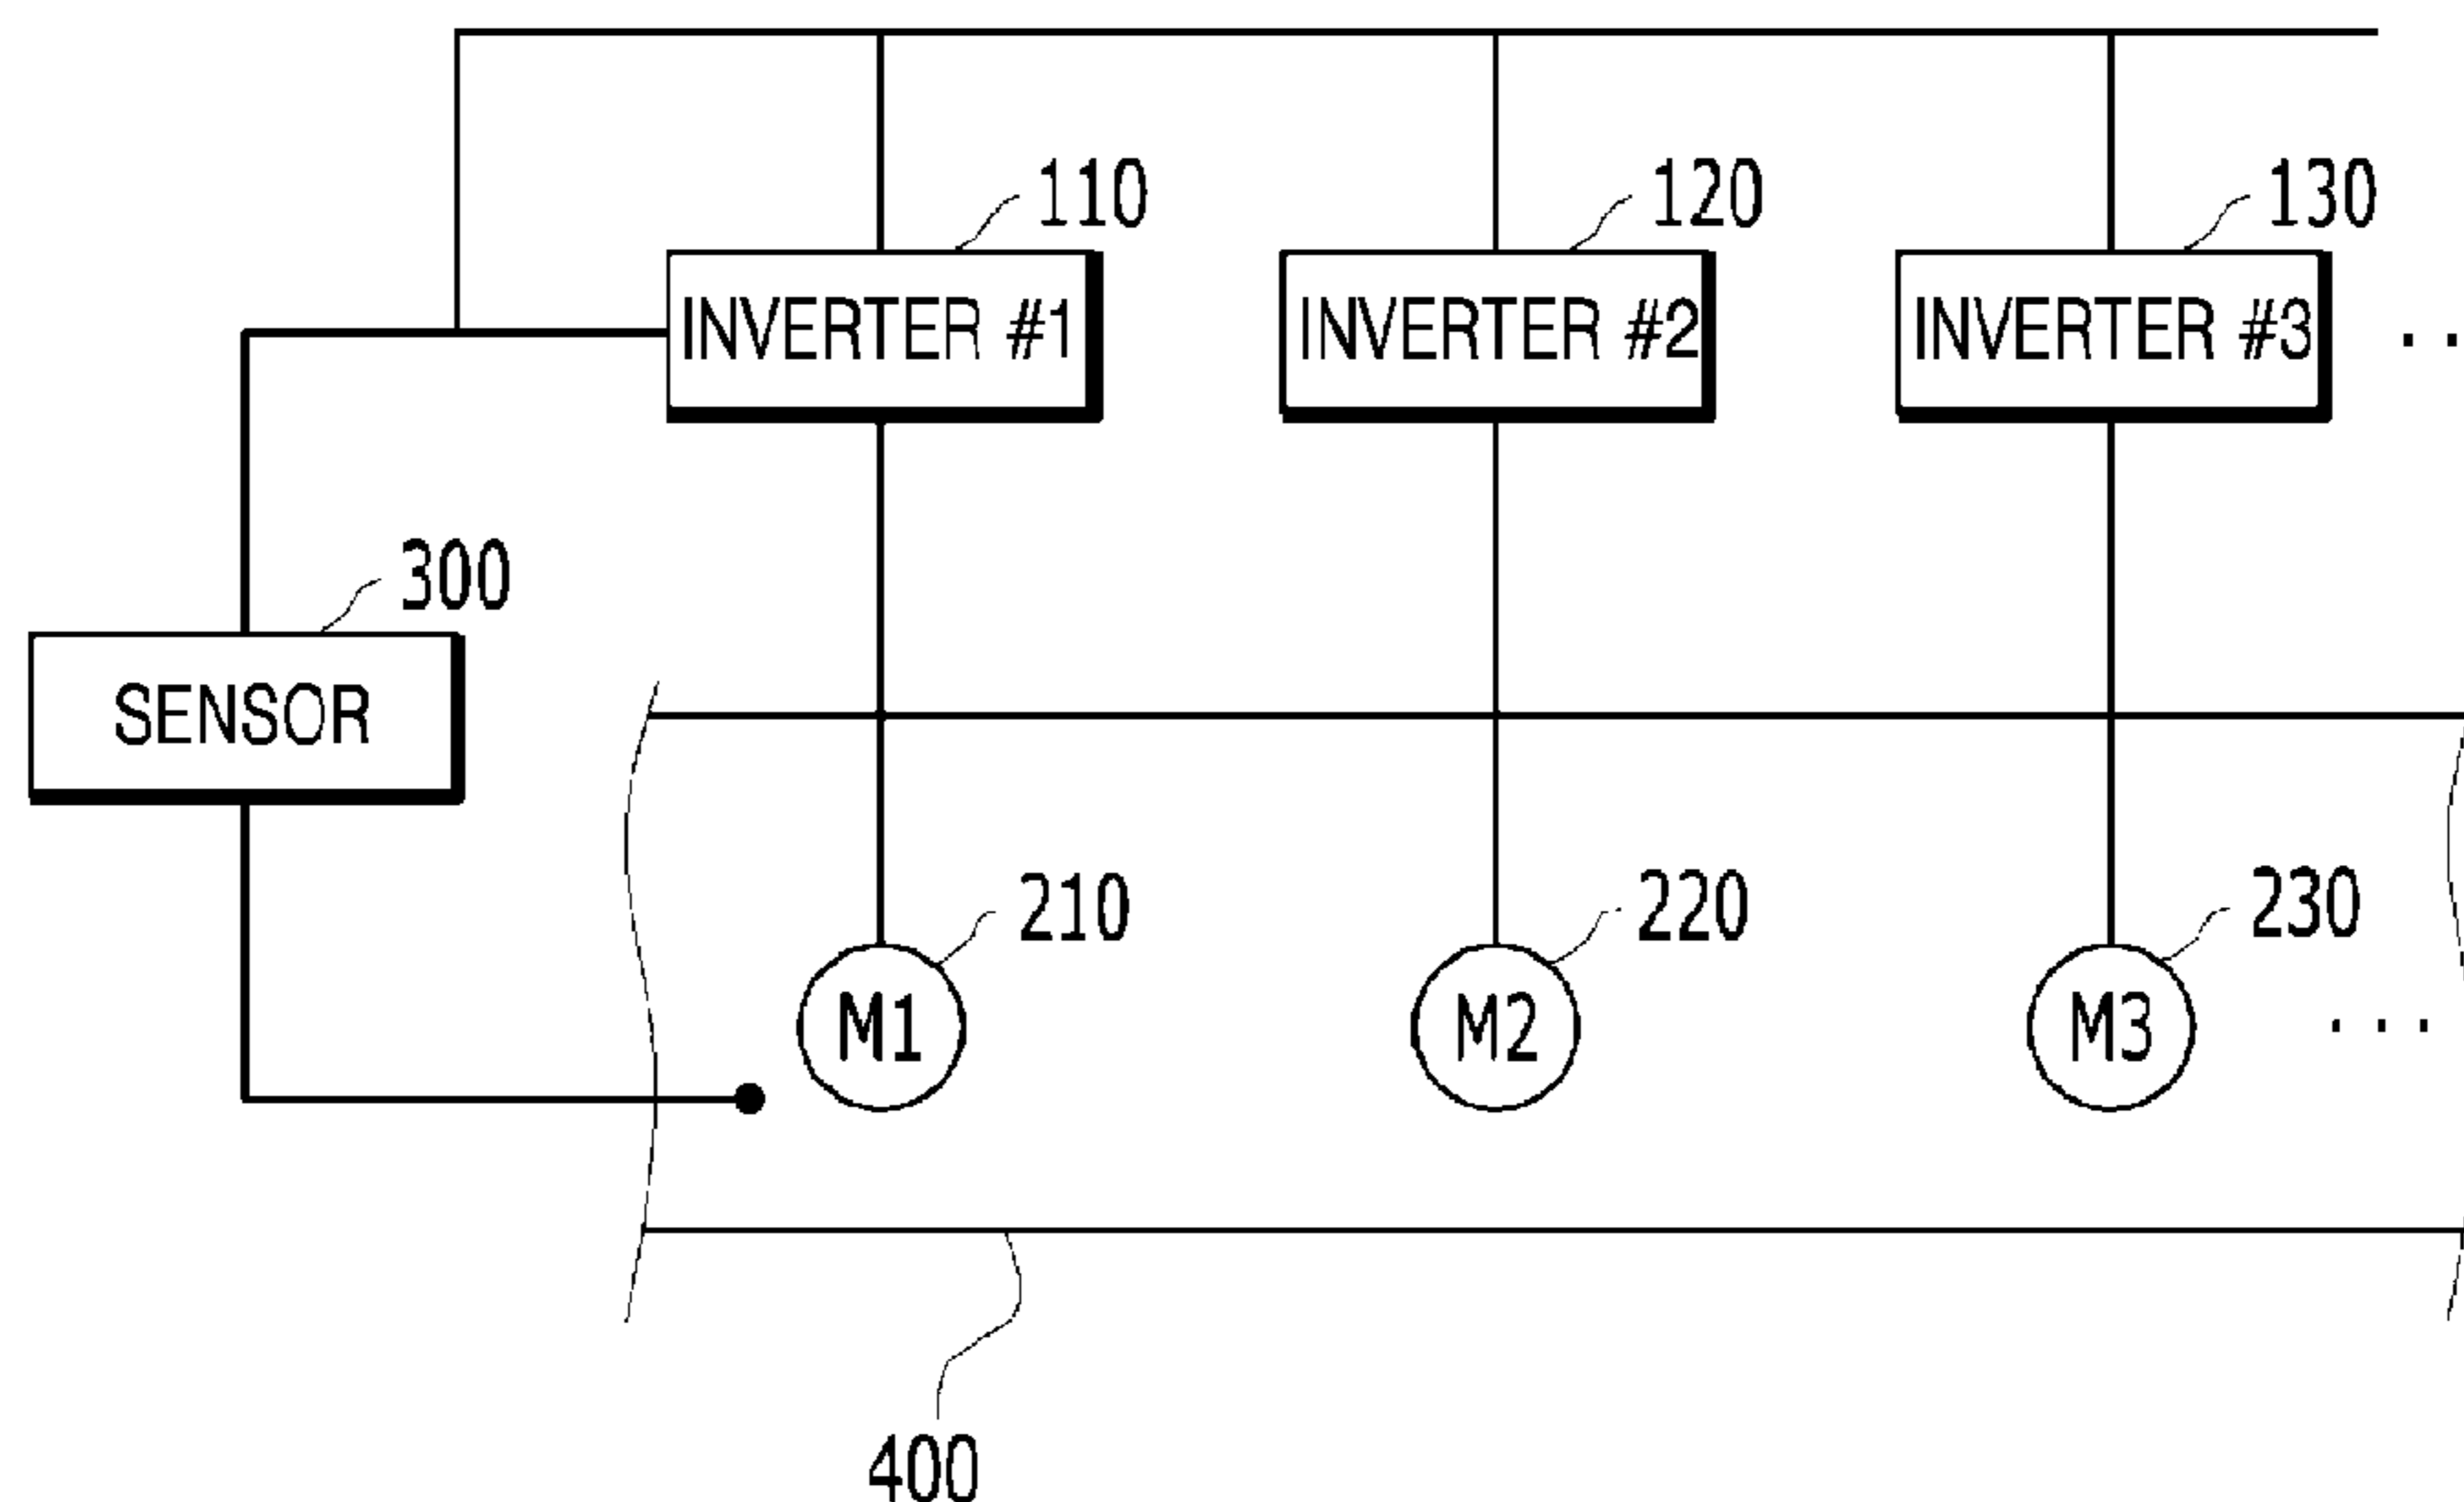 110
120
130
INVERTER #1
INVERTER #2
INVERTER #3
300
SENSOR
210
220
230
M1
M2
M3
400